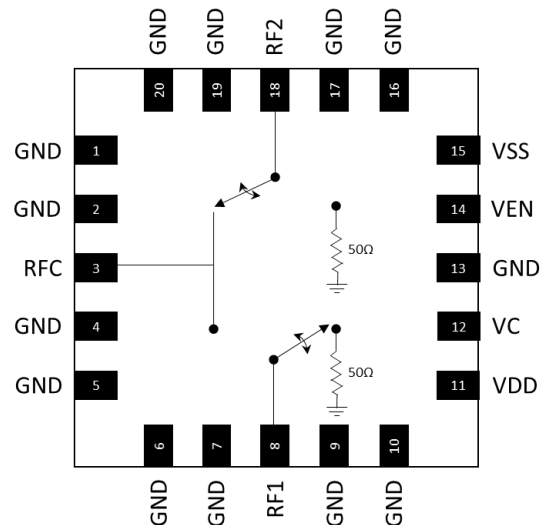 GND
GND
RF2
GND
GND
20
19
18
17
16
GND 1
15 VSS
GND 2
14 VEN
50Ω
RFC 3
13 GND
GND 4
12 VC
50Ω
GND 5
11 VDD
6
7
8
9
10
GND
GND
RF1
GND
GND